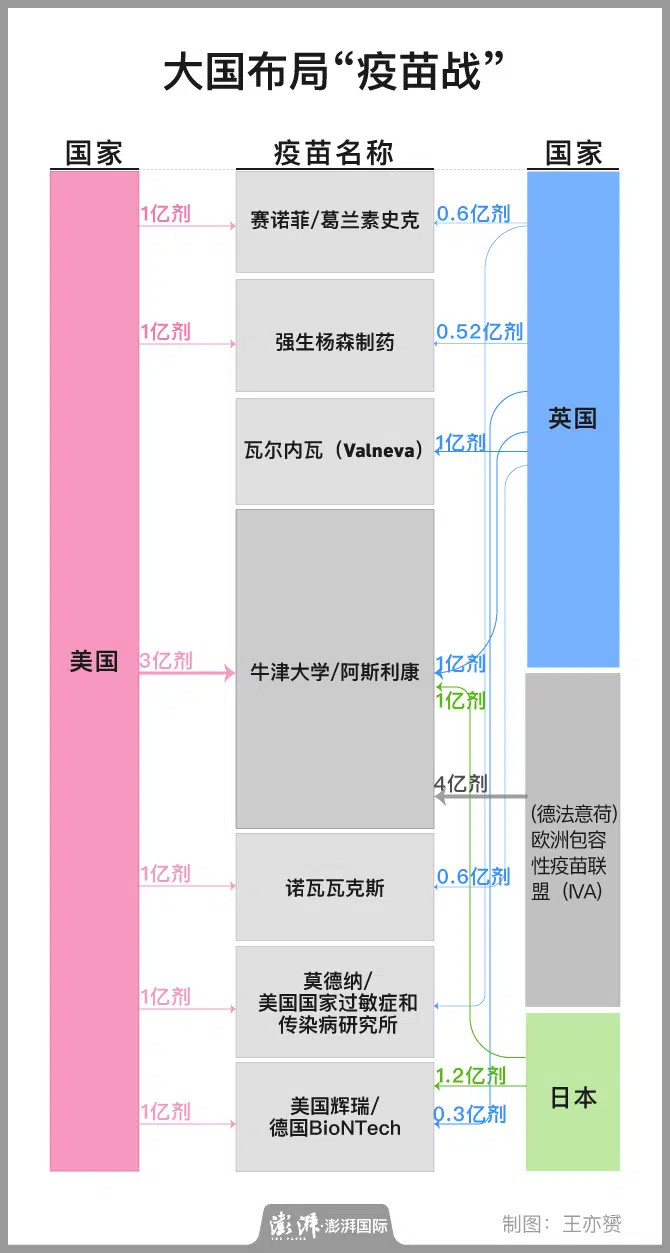 大国布局“疫苗战”
国家 疫苗名称 国家
1亿剂 赛诺菲/葛兰素史克 0.6亿剂
1亿剂 强生杨森制药 0.52亿剂
英国
瓦尔内瓦（Valneva） 1亿剂
美国 3亿剂 牛津大学/阿斯利康 1亿剂
1亿剂
4亿剂
(德法意荷)
欧洲包容
性疫苗联
盟（IVA）
1亿剂 诺瓦瓦克斯 0.6亿剂
1亿剂 莫德纳/
美国国家过敏症和
传染病研究所
1.2亿剂
日本
1亿剂 美国辉瑞/
德国BioNTech 0.3亿剂
澎湃·澎湃国际
THE PAPER
制图：王亦赟